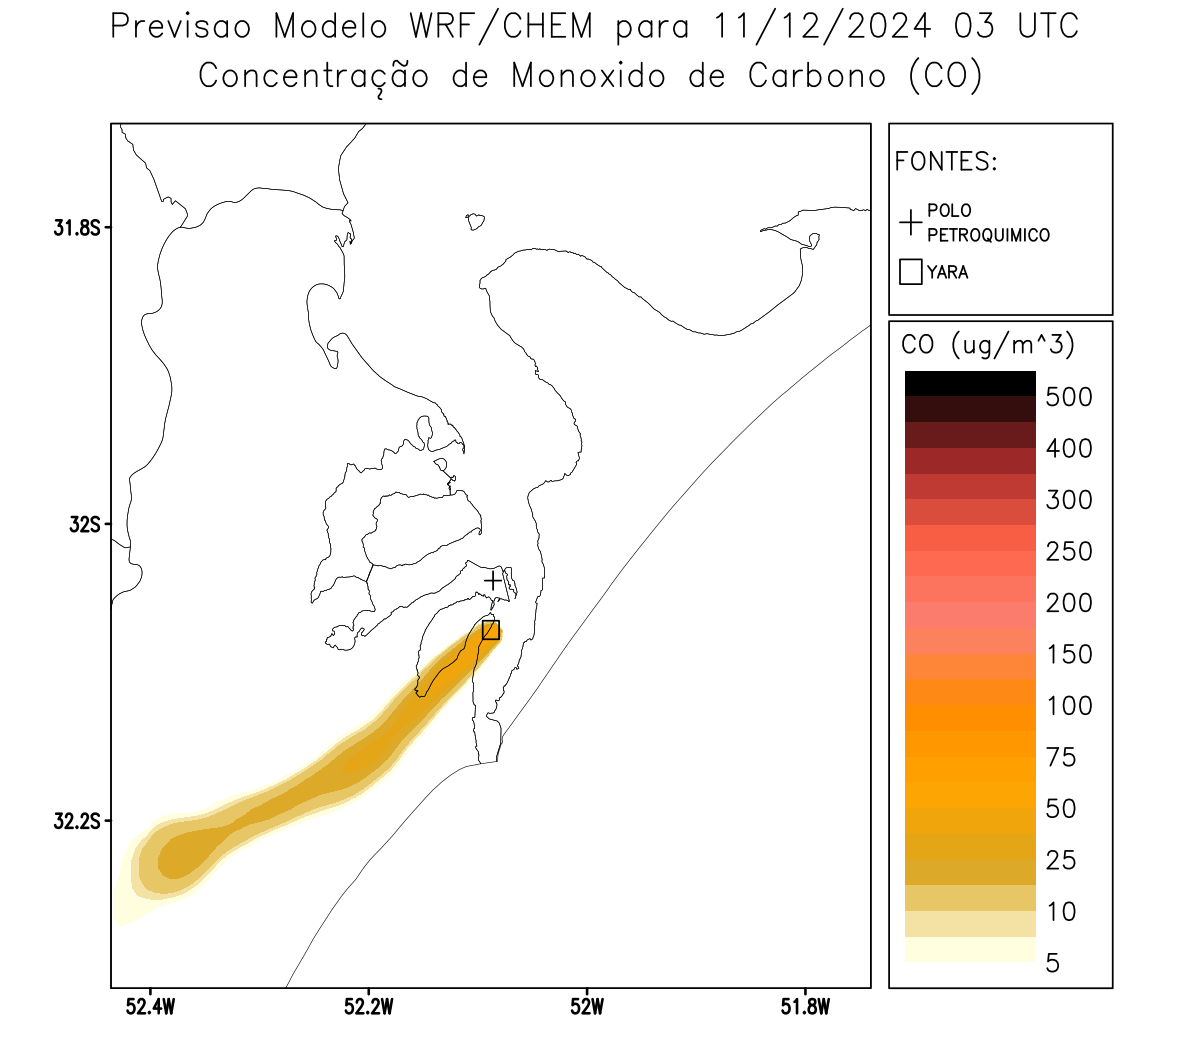 Previsao Modelo WRF/CHEM para 11/12/2024 03 UTC
Concentração de Monoxido de Carbono (CO)
FONTES:
POLO
PETROQUIMICO
YARA
CO (ug/m^3)
500
400
300
250
200
150
100
75
50
25
10
5
31.8S
32S
32.2S
52.4W
52.2W
52W
51.8W